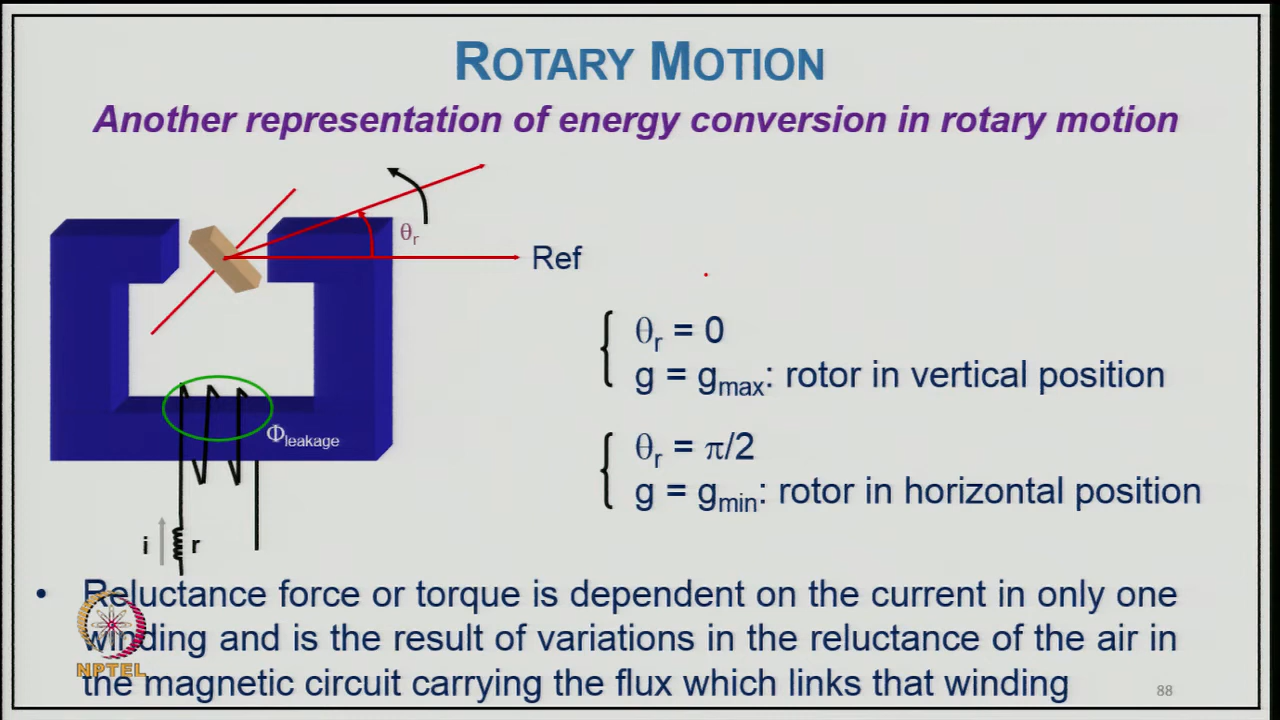 ROTARY MOTION
Another representation of energy conversion in rotary motion
θr
Ref
θr = 0
g = gmax: rotor in vertical position
Φleakage
θr = π/2
g = gmin: rotor in horizontal position
i r
• Reluctance force or torque is dependent on the current in only one
winding and is the result of variations in the reluctance of the air in
the magnetic circuit carrying the flux which links that winding
NPTEL
88